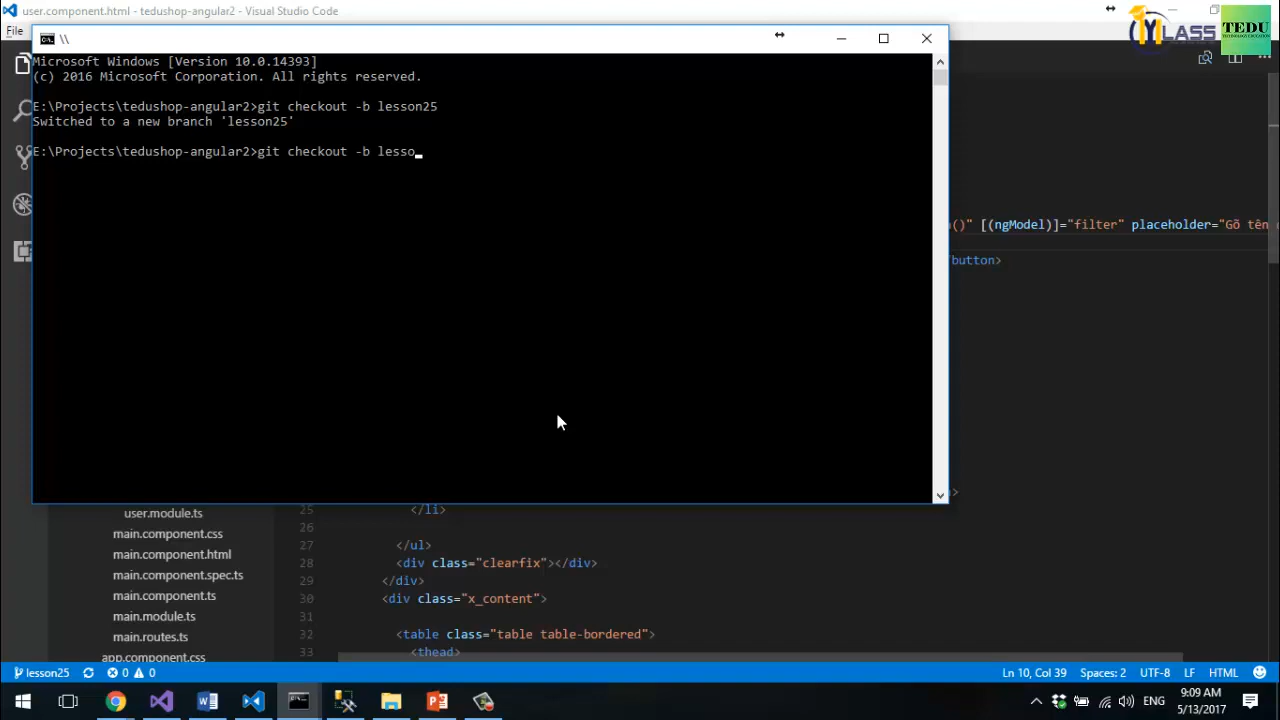 user.component.html - tedushop-angular2 - Visual Studio Code
File
CLASS
TEDU
\\
Microsoft Windows [Version 10.0.14393]
(c) 2016 Microsoft Corporation. All rights reserved.
E:\Projects\tedushop-angular2>git checkout -b lesson25
Switched to a new branch 'lesson25'
E:\Projects\tedushop-angular2>git checkout -b lesso
()" [(ngModel)]="filter" placeholder="Gõ tên
button>
>
25 </li>
26
27 </ul>
28 <div class="clearfix"></div>
29 </div>
30 <div class="x_content">
31
32 <table class="table table-bordered">
33 <thead>
user.module.ts
main.component.css
main.component.html
main.component.spec.ts
main.component.ts
main.module.ts
main.routes.ts
app.component.css
lesson25 0 0 Ln 10, Col 39 Spaces: 2 UTF-8 LF HTML
ENG
9:09 AM
5/13/2017